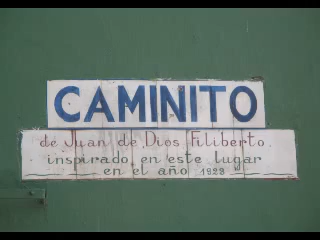 CAMINITO
de Juan de Dios Filiberto
inspirado en este lugar
en el año 1923